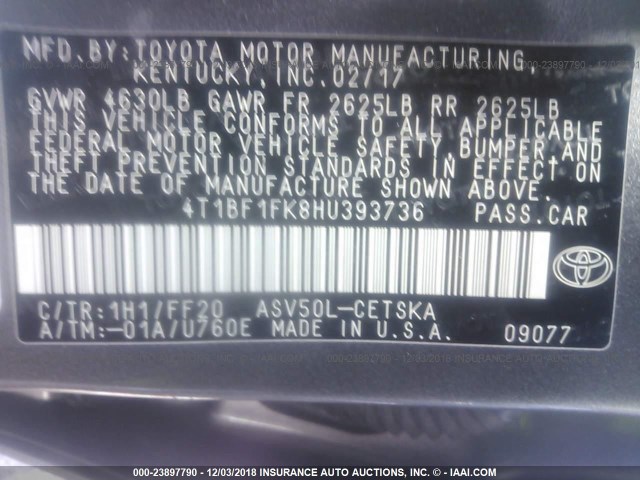 MFD. BY: TOYOTA MOTOR MANUFACTURING,
KENTUCKY, INC. 02/17
GVWR 4630LB GAWR FR 2625LB RR 2625LB
THIS VEHICLE CONFORMS TO ALL APPLICABLE
FEDERAL MOTOR VEHICLE SAFETY, BUMPER AND
THEFT PREVENTION STANDARDS IN EFFECT ON
THE DATE OF MANUFACTURE SHOWN ABOVE.
4T1BF1FK8HU393736 PASS.CAR
C/TR:1H1/FF20 ASV50L-CETSKA
A/TM:-01A/U760E MADE IN U.S.A. 09077
000-23897790 - 12/03/2018 INSURANCE AUTO AUCTIONS, INC. - © IAAI.COM